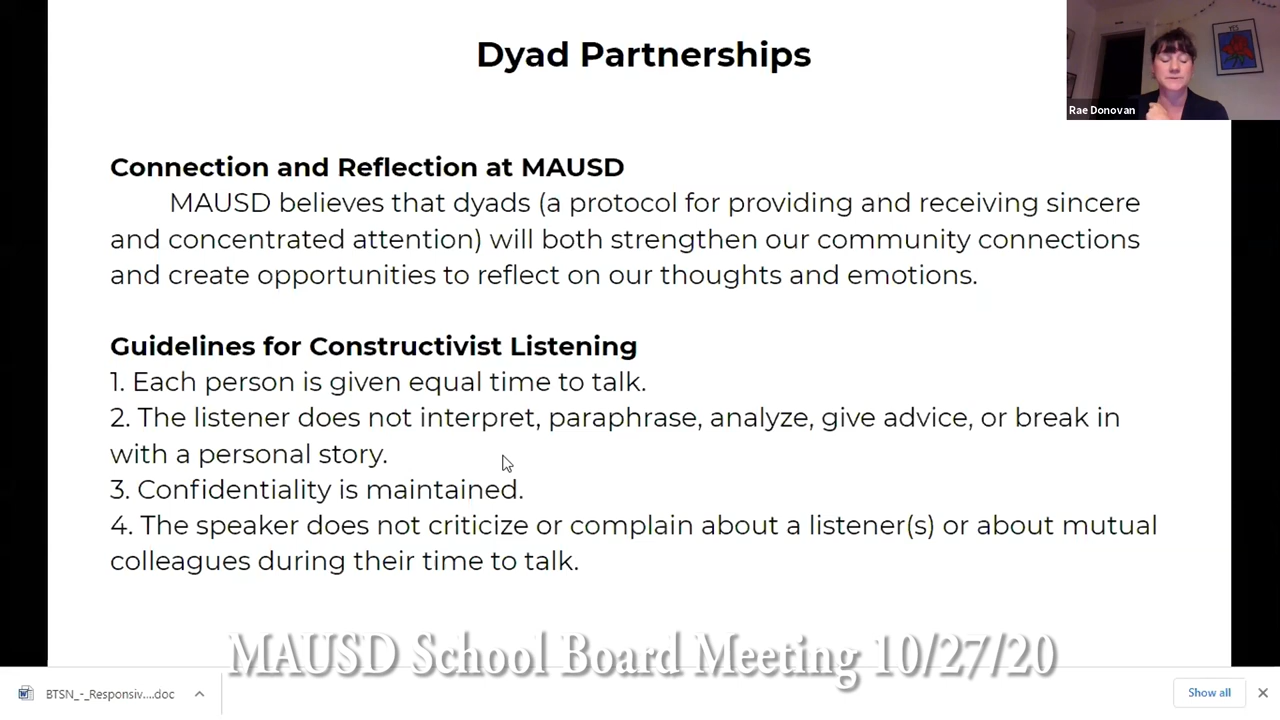 Dyad Partnerships
Rae Donovan
Connection and Reflection at MAUSD
MAUSD believes that dyads (a protocol for providing and receiving sincere
and concentrated attention) will both strengthen our community connections
and create opportunities to reflect on our thoughts and emotions.
Guidelines for Constructivist Listening
1. Each person is given equal time to talk.
2. The listener does not interpret, paraphrase, analyze, give advice, or break in
with a personal story.
3. Confidentiality is maintained.
4. The speaker does not criticize or complain about a listener(s) or about mutual
colleagues during their time to talk.
MAUSD School Board Meeting 10/27/20
BTSN_-_Responsiv....doc
Show all